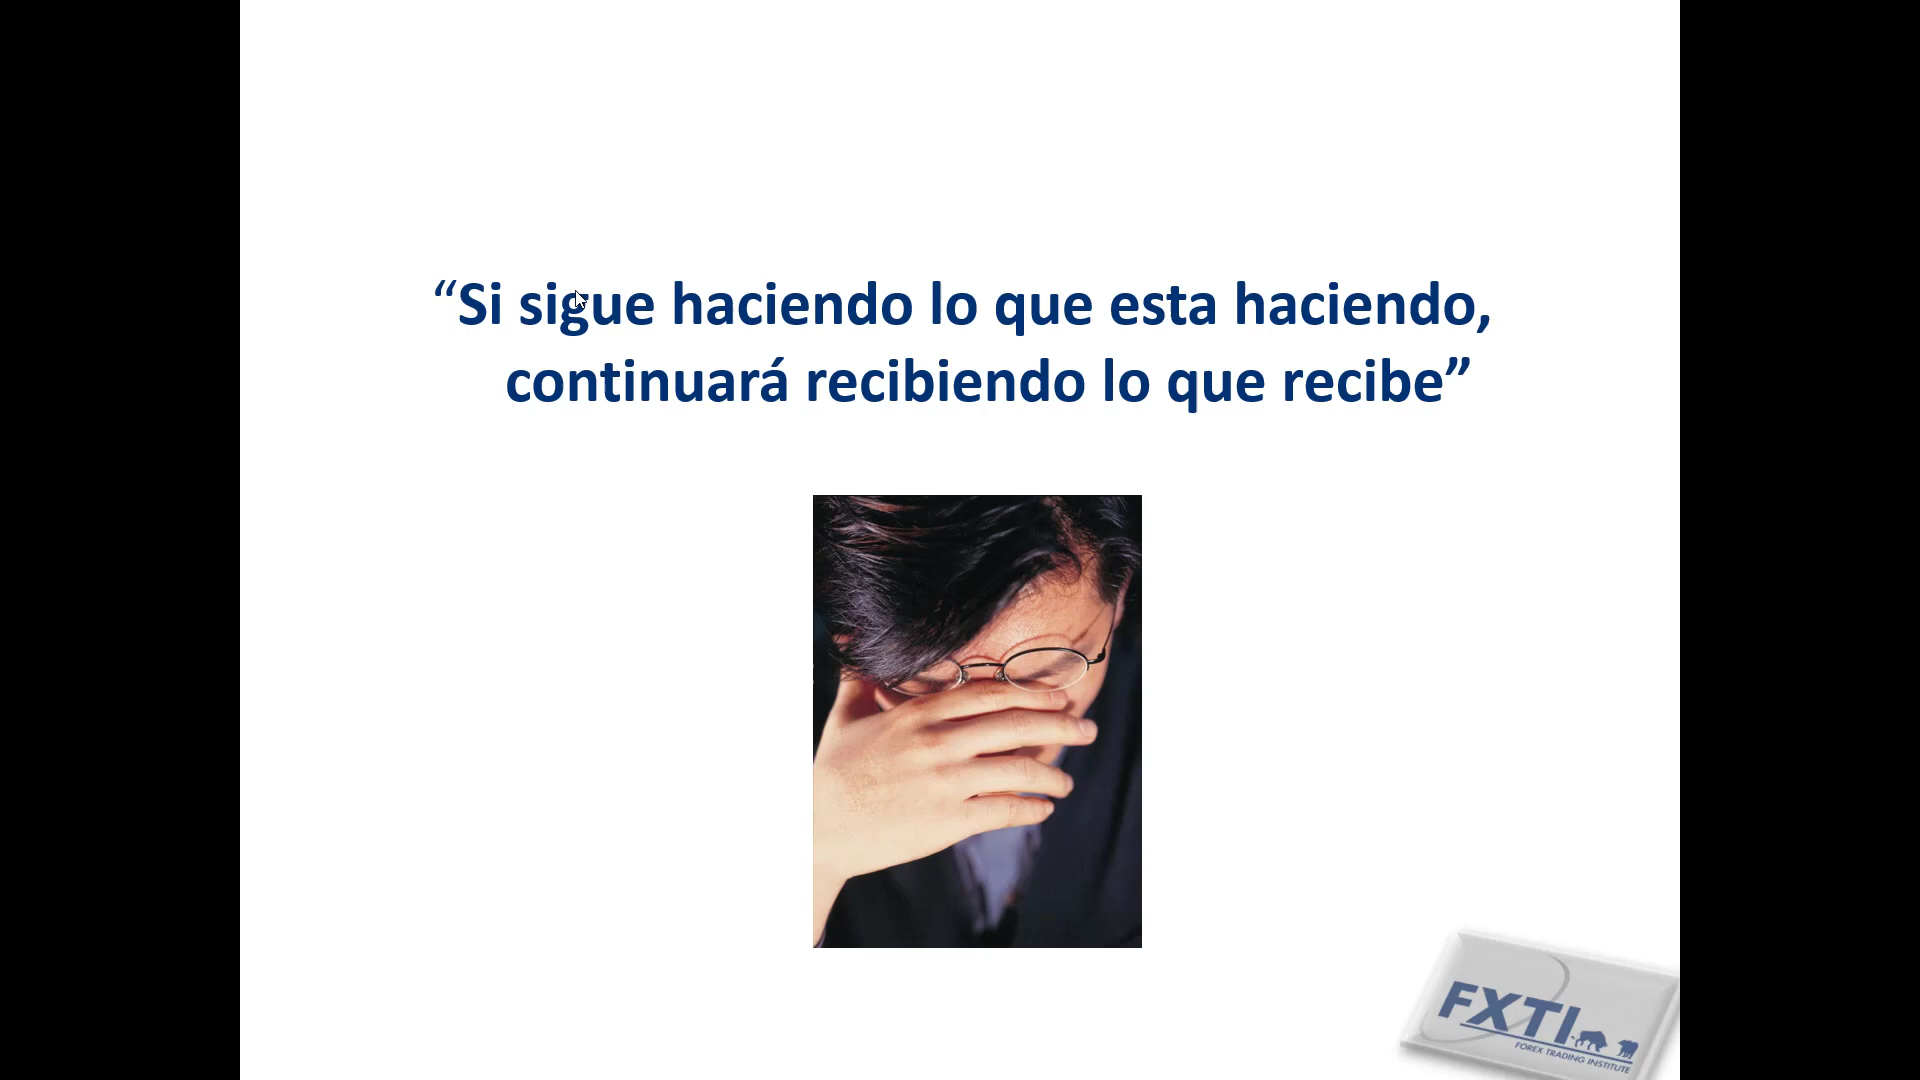 “Si sigue haciendo lo que esta haciendo,
continuará recibiendo lo que recibe”
FXTI
FOREX TRADING INSTITUTE